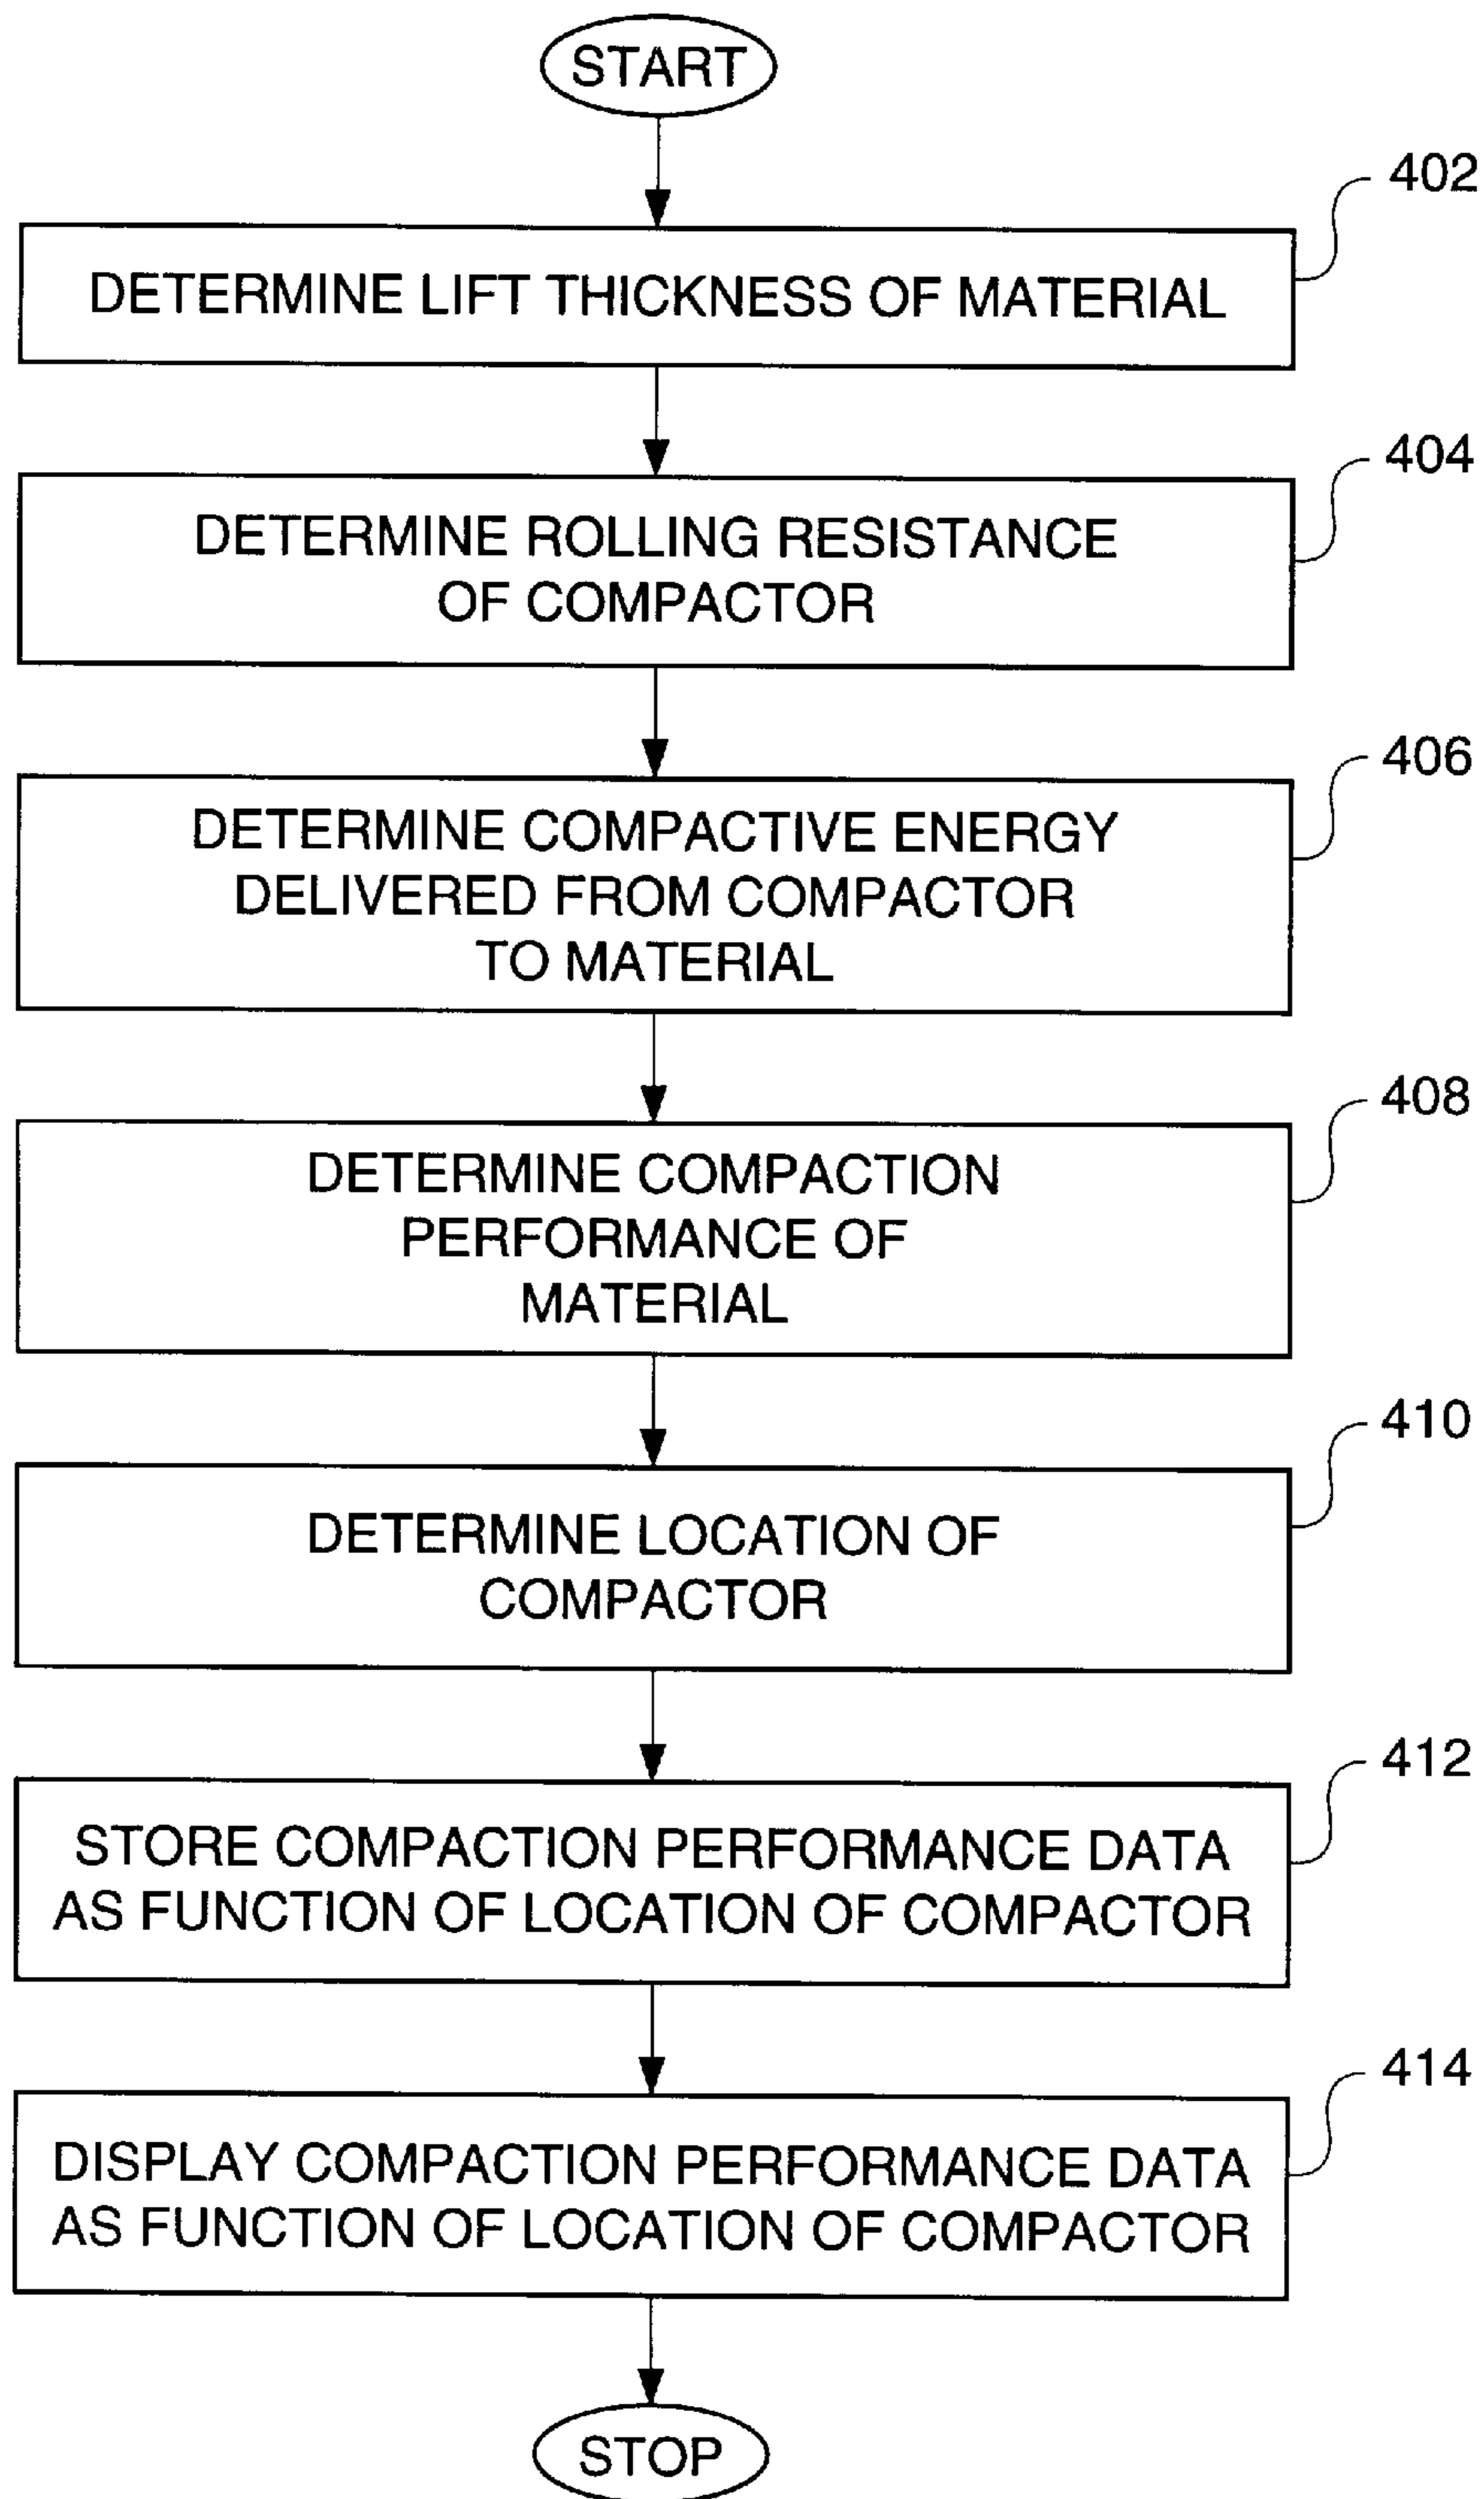 START
402
DETERMINE LIFT THICKNESS OF MATERIAL
404
DETERMINE ROLLING RESISTANCE
OF COMPACTOR
406
DETERMINE COMPACTIVE ENERGY
DELIVERED FROM COMPACTOR
TO MATERIAL
408
DETERMINE COMPACTION
PERFORMANCE OF
MATERIAL
410
DETERMINE LOCATION OF
COMPACTOR
412
STORE COMPACTION PERFORMANCE DATA
AS FUNCTION OF LOCATION OF COMPACTOR
414
DISPLAY COMPACTION PERFORMANCE DATA
AS FUNCTION OF LOCATION OF COMPACTOR
STOP